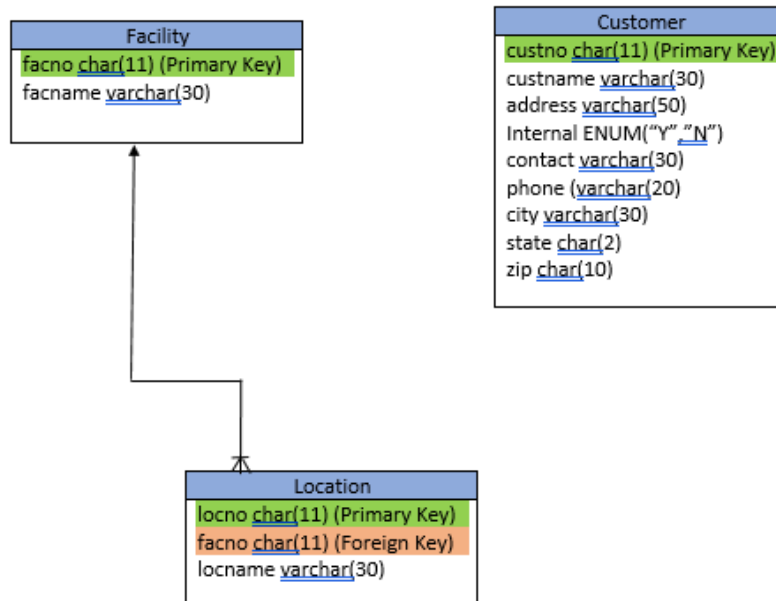 Facility
facno char(11) (Primary Key)
facname varchar(30)
Customer
custno char(11) (Primary Key)
custname varchar(30)
address varchar(50)
Internal ENUM(“Y”,”N”)
contact varchar(30)
phone (varchar(20)
city varchar(30)
state char(2)
zip char(10)
Location
locno char(11) (Primary Key)
facno char(11) (Foreign Key)
locname varchar(30)